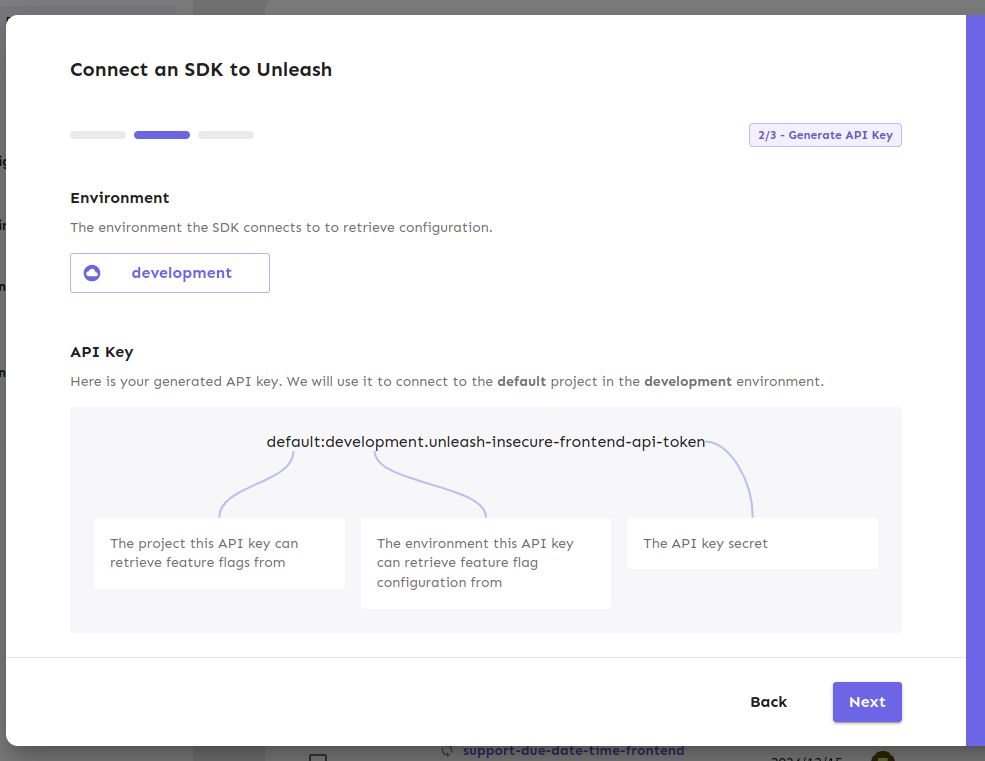 Connect an SDK to Unleash
2/3 - Generate API Key
Environment
The environment the SDK connects to to retrieve configuration.
development
API Key
Here is your generated API key. We will use it to connect to the default project in the development environment.
default:development.unleash-insecure-frontend-api-token
The project this API key can
retrieve feature flags from
The environment this API key
can retrieve feature flag
configuration from
The API key secret
Back
Next
support-due-date-time-frontend